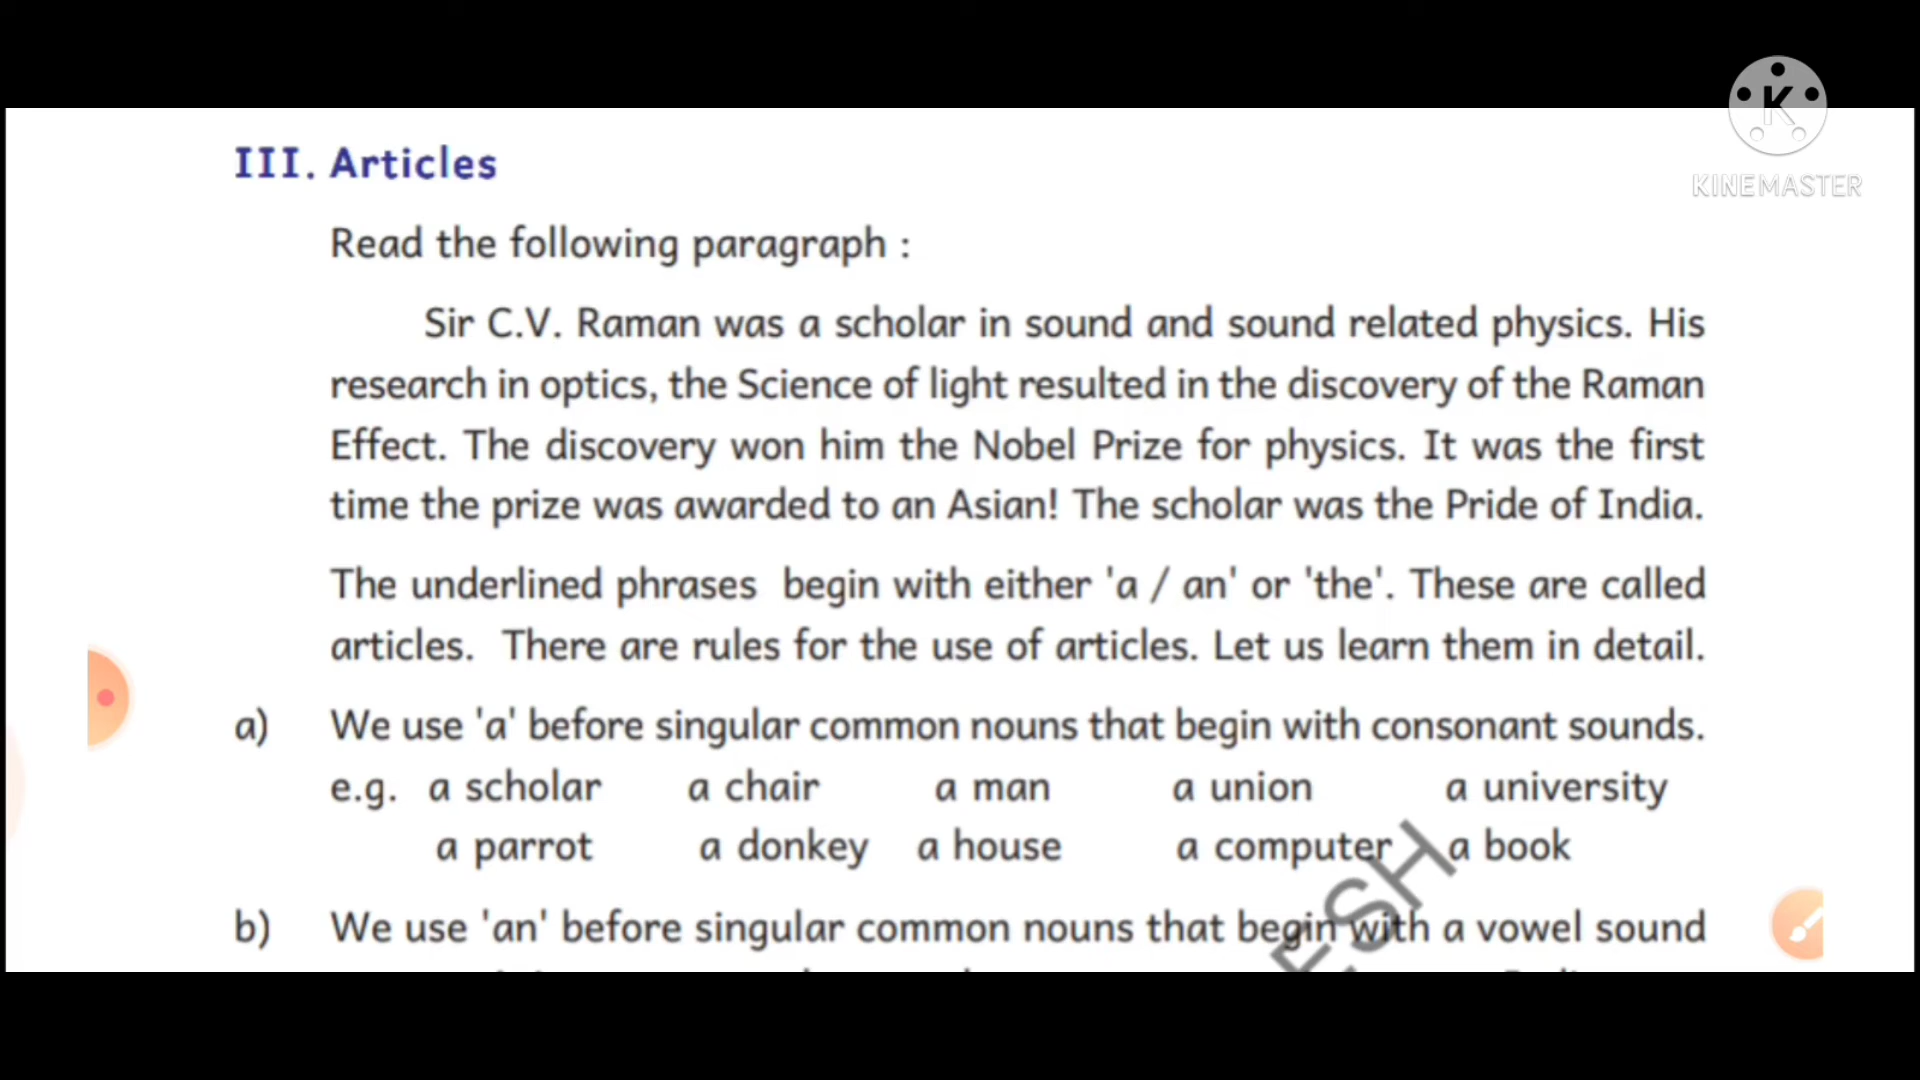 K
KINEMASTER
III. Articles
Read the following paragraph :
Sir C.V. Raman was a scholar in sound and sound related physics. His
research in optics, the Science of light resulted in the discovery of the Raman
Effect. The discovery won him the Nobel Prize for physics. It was the first
time the prize was awarded to an Asian! The scholar was the Pride of India.
The underlined phrases begin with either 'a / an' or 'the'. These are called
articles. There are rules for the use of articles. Let us learn them in detail.
a) We use 'a' before singular common nouns that begin with consonant sounds.
e.g. a scholar a chair a man a union a university
a parrot a donkey a house a computer a book
b) We use 'an' before singular common nouns that begin with a vowel sound
ESH